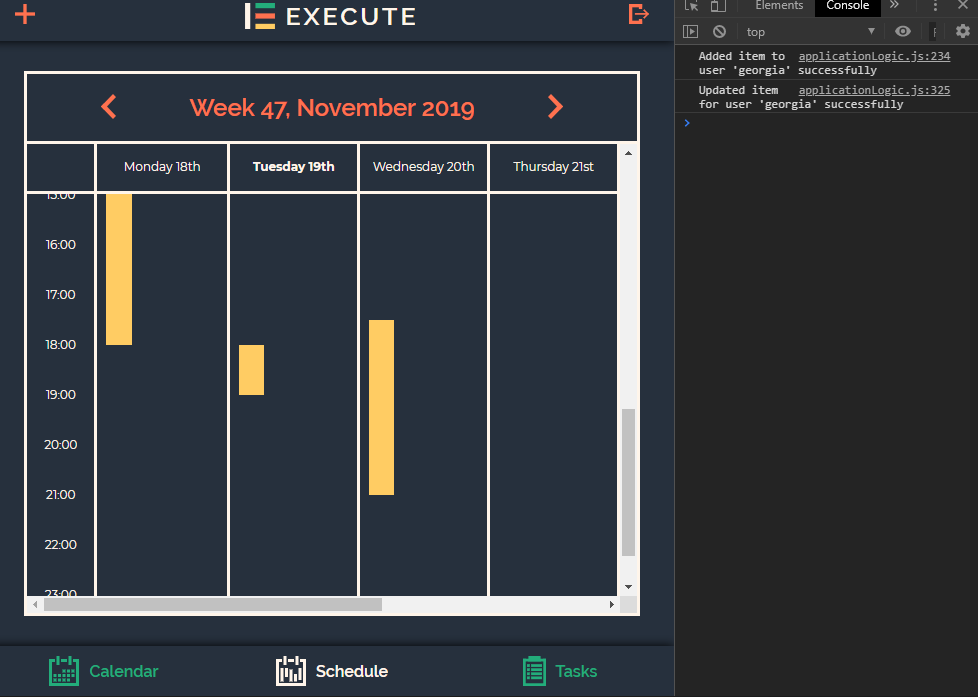 EXECUTE
Elements Console »
top
Added item to applicationLogic.js:234
user 'georgia' successfully
Updated item applicationLogic.js:325
for user 'georgia' successfully
Week 47, November 2019
Monday 18th Tuesday 19th Wednesday 20th Thursday 21st
15:00
16:00
17:00
18:00
19:00
20:00
21:00
22:00
23:00
Calendar Schedule Tasks